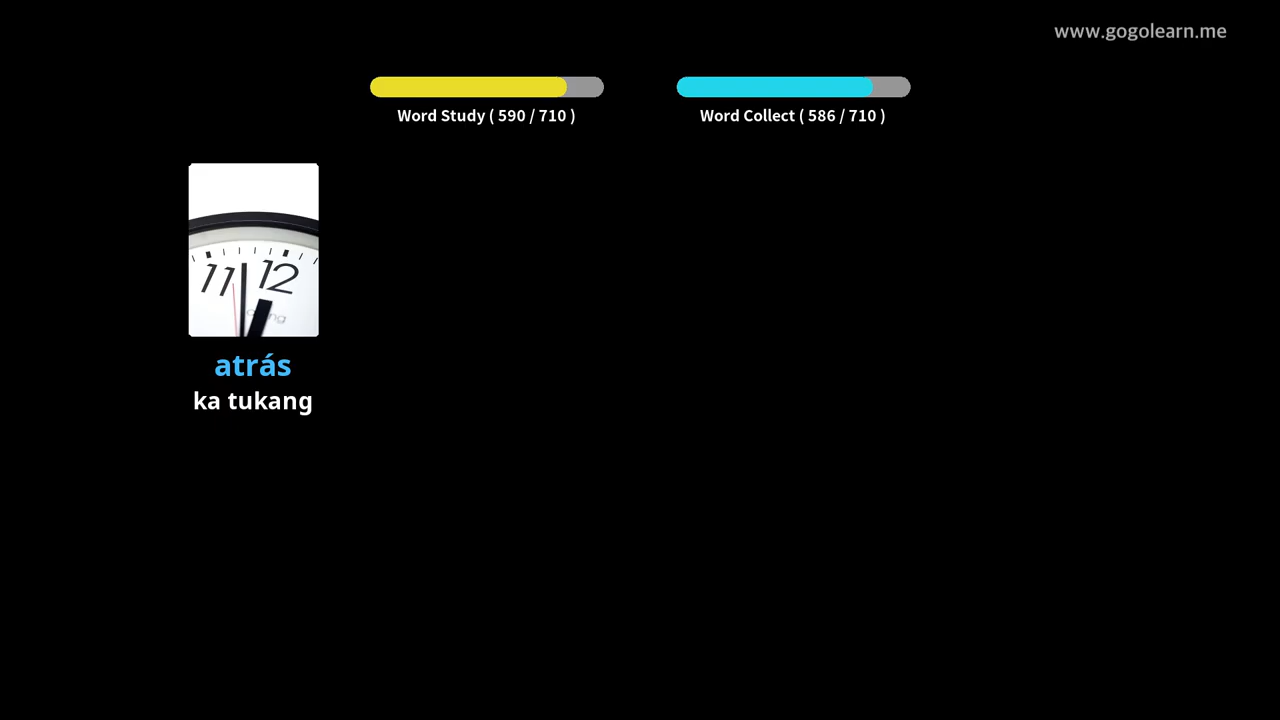 www.gogolearn.me
Word Study ( 590 / 710 )
Word Collect ( 586 / 710 )
11 12
atrás
ka tukang